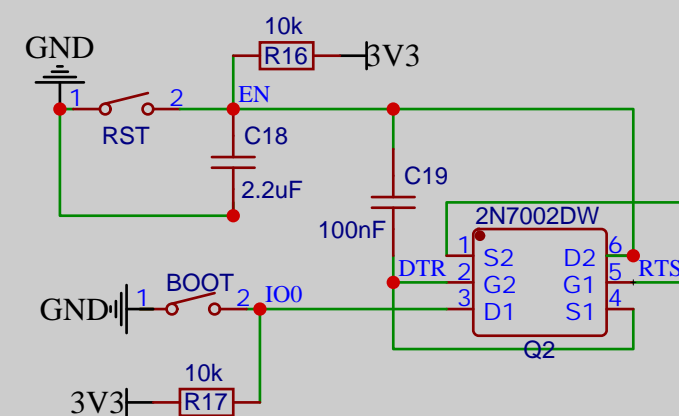 10k
GND
R16
3V3
1
2
EN
RST
C18
2.2uF
C19
100nF
2N7002DW
1
S2
D2
6
DTR
2
G2
G1
5
RTS
3
D1
S1
4
Q2
BOOT
GND
1
2
IO0
10k
3V3
R17